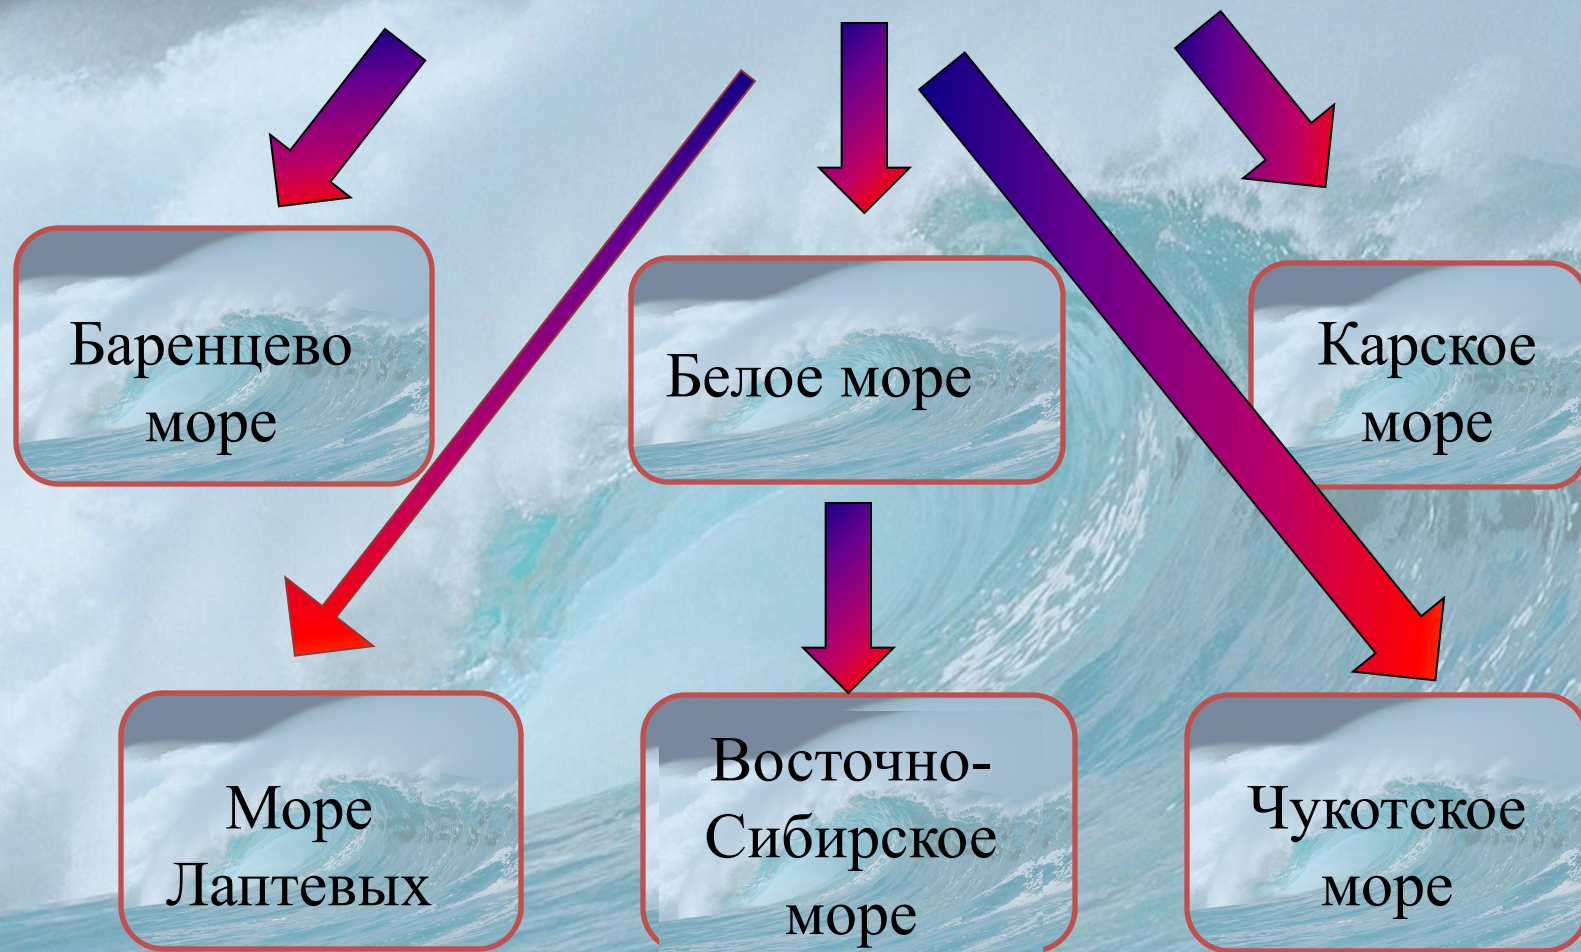 Баренцево
море
Белое море
Карское
море
Море
Лаптевых
Восточно-
Сибирское
море
Чукотское
море